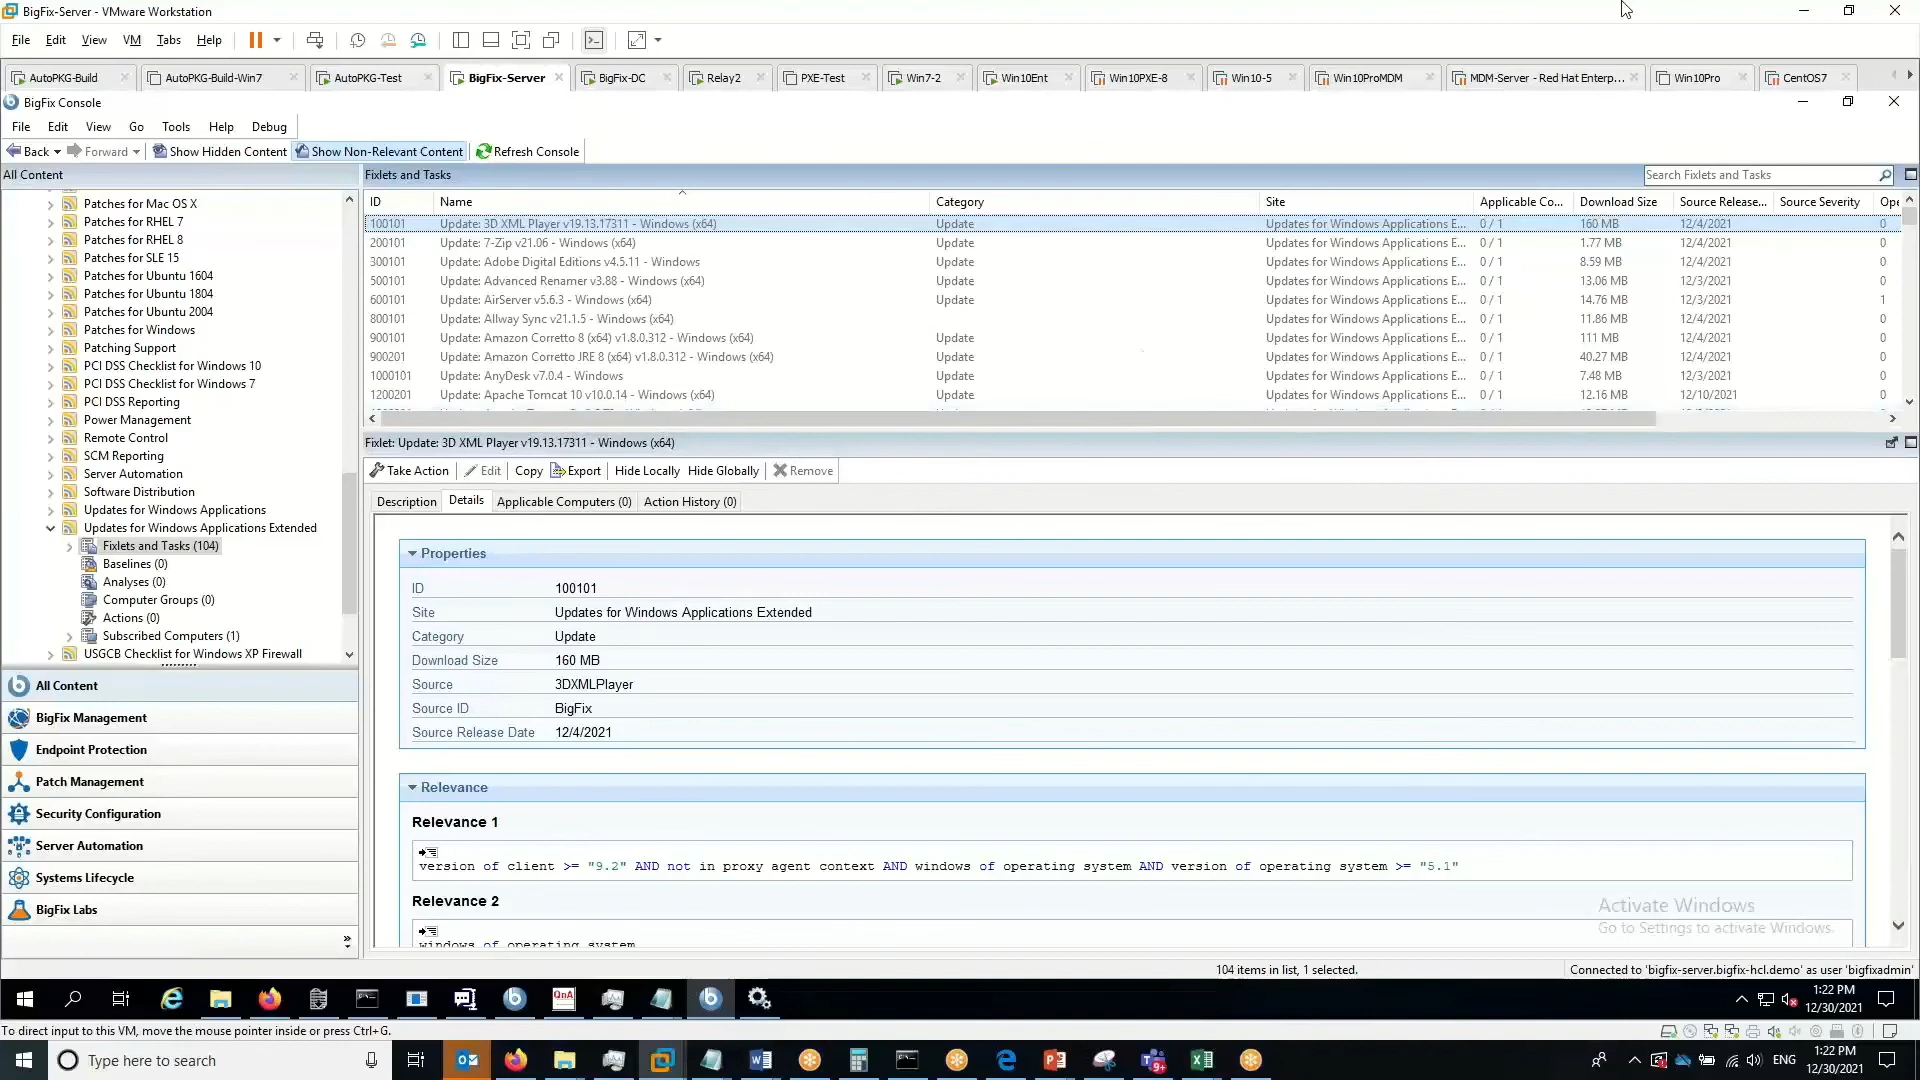 BigFix-Server - VMware Workstation
File Edit View VM Tabs Help
AutoPKG-Build AutoPKG-Build-Win7 AutoPKG-Test BigFix-Server BigFix-DC Relay2 PXE-Test Win7-2 Win10Ent Win10PXE-8 Win10-5 Win10ProMDM MDM-Server - Red Hat Enterp... Win10Pro CentOS7
BigFix Console
File Edit View Go Tools Help Debug
Back Forward Show Hidden Content Show Non-Relevant Content Refresh Console
All Content
Patches for Mac OS X
Patches for RHEL 7
Patches for RHEL 8
Patches for SLE 15
Patches for Ubuntu 1604
Patches for Ubuntu 1804
Patches for Ubuntu 2004
Patches for Windows
Patching Support
PCI DSS Checklist for Windows 10
PCI DSS Checklist for Windows 7
PCI DSS Reporting
Power Management
Remote Control
SCM Reporting
Server Automation
Software Distribution
Updates for Windows Applications
Updates for Windows Applications Extended
Fixlets and Tasks (104)
Baselines (0)
Analyses (0)
Computer Groups (0)
Actions (0)
Subscribed Computers (1)
USGCB Checklist for Windows XP Firewall
All Content
BigFix Management
Endpoint Protection
Patch Management
Security Configuration
Server Automation
Systems Lifecycle
BigFix Labs
Fixlets and Tasks
Search Fixlets and Tasks
ID Name Category Site Applicable Co... Download Size Source Releas... Source Severity Ope
100101 Update: 3D XML Player v19.13.17311 - Windows (x64) Update Updates for Windows Applications E... 0 / 1 160 MB 12/4/2021 0
200101 Update: 7-Zip v21.06 - Windows (x64) Update Updates for Windows Applications E... 0 / 1 1.77 MB 12/4/2021 0
300101 Update: Adobe Digital Editions v4.5.11 - Windows Update Updates for Windows Applications E... 0 / 1 8.59 MB 12/4/2021 0
500101 Update: Advanced Renamer v3.88 - Windows (x64) Update Updates for Windows Applications E... 0 / 1 13.06 MB 12/3/2021 0
600101 Update: AirServer v5.6.3 - Windows (x64) Update Updates for Windows Applications E... 0 / 1 14.76 MB 12/3/2021 1
800101 Update: Allway Sync v21.1.5 - Windows (x64) Updates for Windows Applications E... 0 / 1 11.86 MB 12/4/2021 0
900101 Update: Amazon Corretto 8 (x64) v1.8.0.312 - Windows (x64) Update Updates for Windows Applications E... 0 / 1 111 MB 12/4/2021 0
900201 Update: Amazon Corretto JRE 8 (x64) v1.8.0.312 - Windows (x64) Update Updates for Windows Applications E... 0 / 1 40.27 MB 12/4/2021 0
1000101 Update: AnyDesk v7.0.4 - Windows Update Updates for Windows Applications E... 0 / 1 7.48 MB 12/3/2021 0
1200201 Update: Apache Tomcat 10 v10.0.14 - Windows (x64) Update Updates for Windows Applications E... 0 / 1 12.16 MB 12/10/2021 0
Fixlet: Update: 3D XML Player v19.13.17311 - Windows (x64)
Take Action Edit Copy Export Hide Locally Hide Globally Remove
Description Details Applicable Computers (0) Action History (0)
Properties
ID 100101
Site Updates for Windows Applications Extended
Category Update
Download Size 160 MB
Source 3DXMLPlayer
Source ID BigFix
Source Release Date 12/4/2021
Relevance
Relevance 1
version of client >= "9.2" AND not in proxy agent context AND windows of operating system AND version of operating system >= "5.1"
Relevance 2
windows of operating system
Activate Windows
Go to Settings to activate Windows.
104 items in list, 1 selected.
Connected to 'bigfix-server.bigfix-hcl.demo' as user 'bigfixadmin'
QnA
1:22 PM
12/30/2021
To direct input to this VM, move the mouse pointer inside or press Ctrl+G.
Type here to search
ENG
1:22 PM
12/30/2021